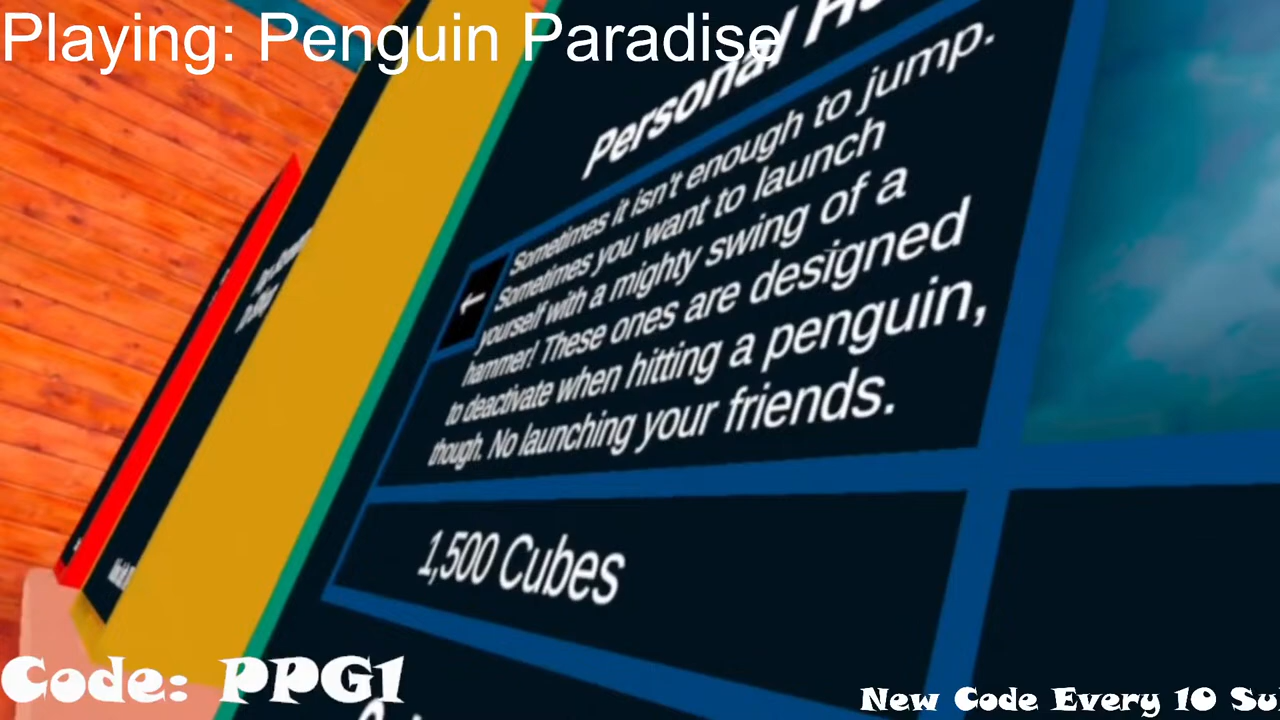 Playing: Penguin Paradise
Personal
Sometimes it isn't enough to jump.
Sometimes you want to launch
yourself with a mighty swing of a
hammer! These ones are designed
to deactivate when hitting a penguin,
though. No launching your friends.
1,500 Cubes
Code: PPG1
New Code Every 10